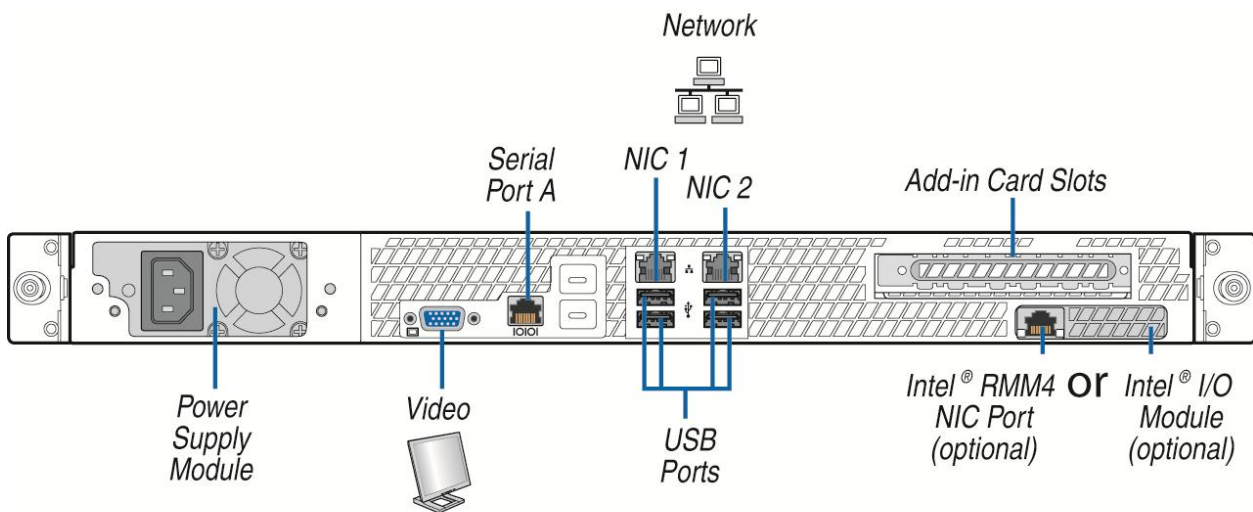 Network
Serial
Port A
NIC 1
NIC 2
Add-in Card Slots
IOIOI
Power
Supply
Module
Video
USB
Ports
Intel ® RMM4
NIC Port
(optional)
or
Intel ® I/O
Module
(optional)